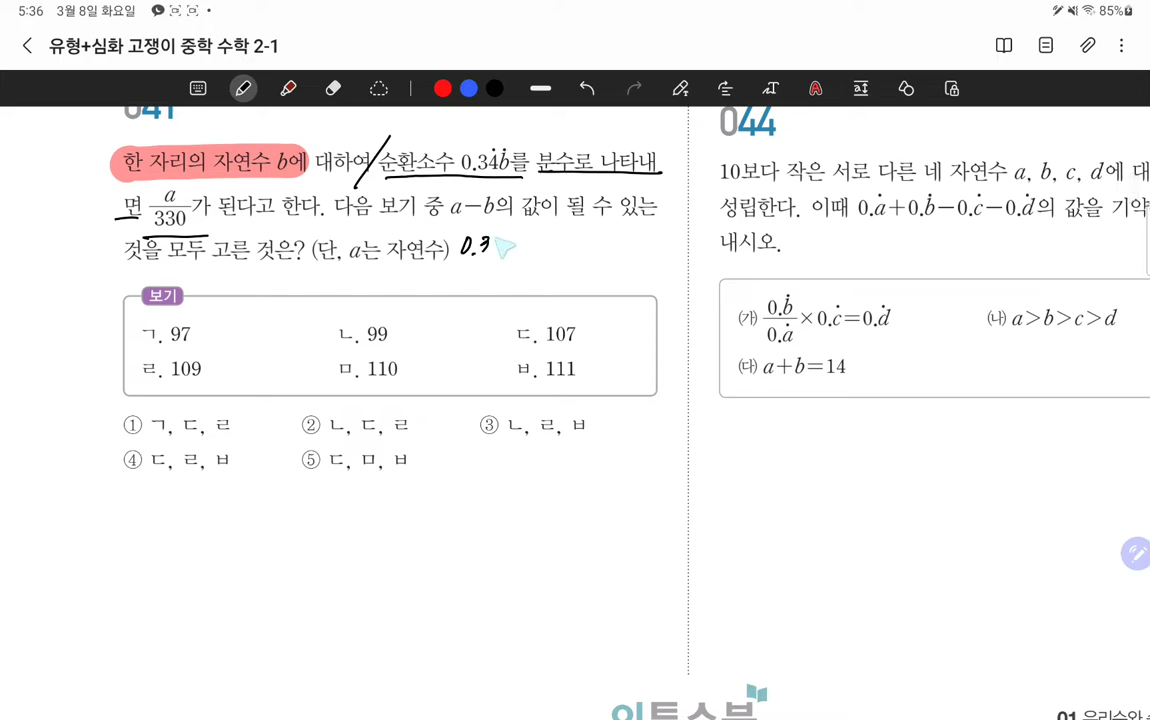 5:36 3월 8일 화요일 85%
유형+심화 고쟁이 중학 수학 2-1
041
한 자리의 자연수 b에 대하여 순환소수 0.34̇ḃ를 분수로 나타내
면 a/330가 된다고 한다. 다음 보기 중 a-b의 값이 될 수 있는
것을 모두 고른 것은? (단, a는 자연수) 0.3
보기
ㄱ. 97 ㄴ. 99 ㄷ. 107
ㄹ. 109 ㅁ. 110 ㅂ. 111
① ㄱ, ㄷ, ㄹ ② ㄴ, ㄷ, ㄹ ③ ㄴ, ㄹ, ㅂ
④ ㄷ, ㄹ, ㅂ ⑤ ㄷ, ㅁ, ㅂ
044
10보다 작은 서로 다른 네 자연수 a, b, c, d에 대
성립한다. 이때 0.ȧ+0.ḃ-0.ċ-0.ḋ의 값을 기약
내시오.
㈎ 0.ḃ/0.ȧ×0.ċ=0.ḋ ㈏ a>b>c>d
㈐ a+b=14